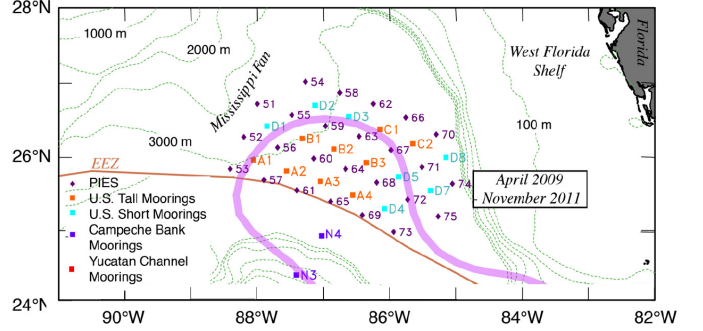 28°N
1000 m
2000 m
Mississippi Fan
West Florida
Shelf
Florida
54
58
51
D2
62
55
D3
66
D1
59
C1
100 m
52
B1
63
70
3000 m
56
B2
C2
67
26°N
A1
60
B3
D8
EEZ
53
A2
64
71
57
A3
68
D5
74
April 2009
- November 2011
PIES
61
A4
D7
U.S. Tall Moorings
65
72
U.S. Short Moorings
69
D4
75
Campeche Bank
Moorings
N4
73
Yucatan Channel
Moorings
N3
24°N
90°W
88°W
86°W
84°W
82°W